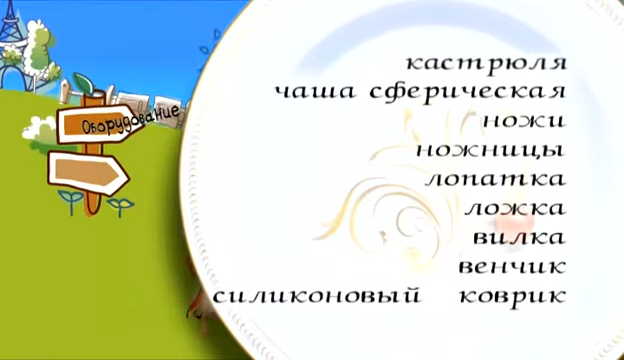 Оборудование
кастрюля
чаша сферическая
ножи
ножницы
лопатка
ложка
вилка
венчик
силиконовый коврик